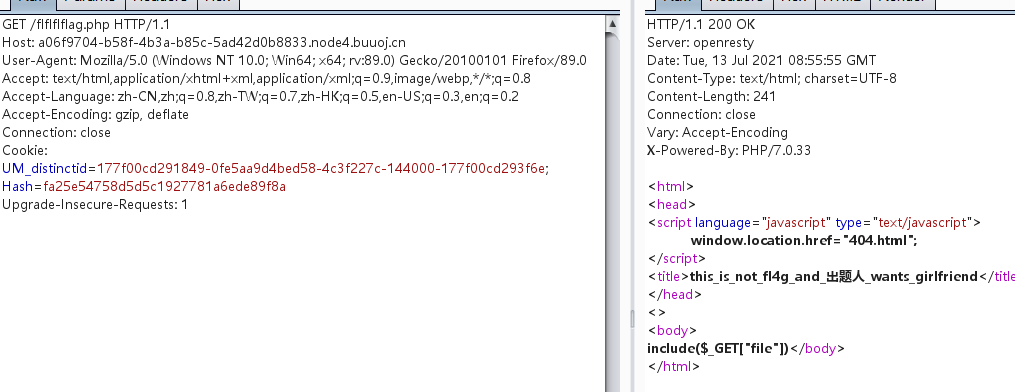 GET /flflflflag.php HTTP/1.1
Host: a06f9704-b58f-4b3a-b85c-5ad42d0b8833.node4.buuoj.cn
User-Agent: Mozilla/5.0 (Windows NT 10.0; Win64; x64; rv:89.0) Gecko/20100101 Firefox/89.0
Accept: text/html,application/xhtml+xml,application/xml;q=0.9,image/webp,*/*;q=0.8
Accept-Language: zh-CN,zh;q=0.8,zh-TW;q=0.7,zh-HK;q=0.5,en-US;q=0.3,en;q=0.2
Accept-Encoding: gzip, deflate
Connection: close
Cookie:
UM_distinctid=177f00cd291849-0fe5aa9d4bed58-4c3f227c-144000-177f00cd293f6e;
Hash=fa25e54758d5d5c1927781a6ede89f8a
Upgrade-Insecure-Requests: 1
HTTP/1.1 200 OK
Server: openresty
Date: Tue, 13 Jul 2021 08:55:55 GMT
Content-Type: text/html; charset=UTF-8
Content-Length: 241
Connection: close
Vary: Accept-Encoding
X-Powered-By: PHP/7.0.33
<html>
<head>
<script language="javascript" type="text/javascript">
window.location.href="404.html";
</script>
<title>this_is_not_fl4g_and_出题人_wants_girlfriend</title
</head>
<>
<body>
include($_GET["file"])</body>
</html>